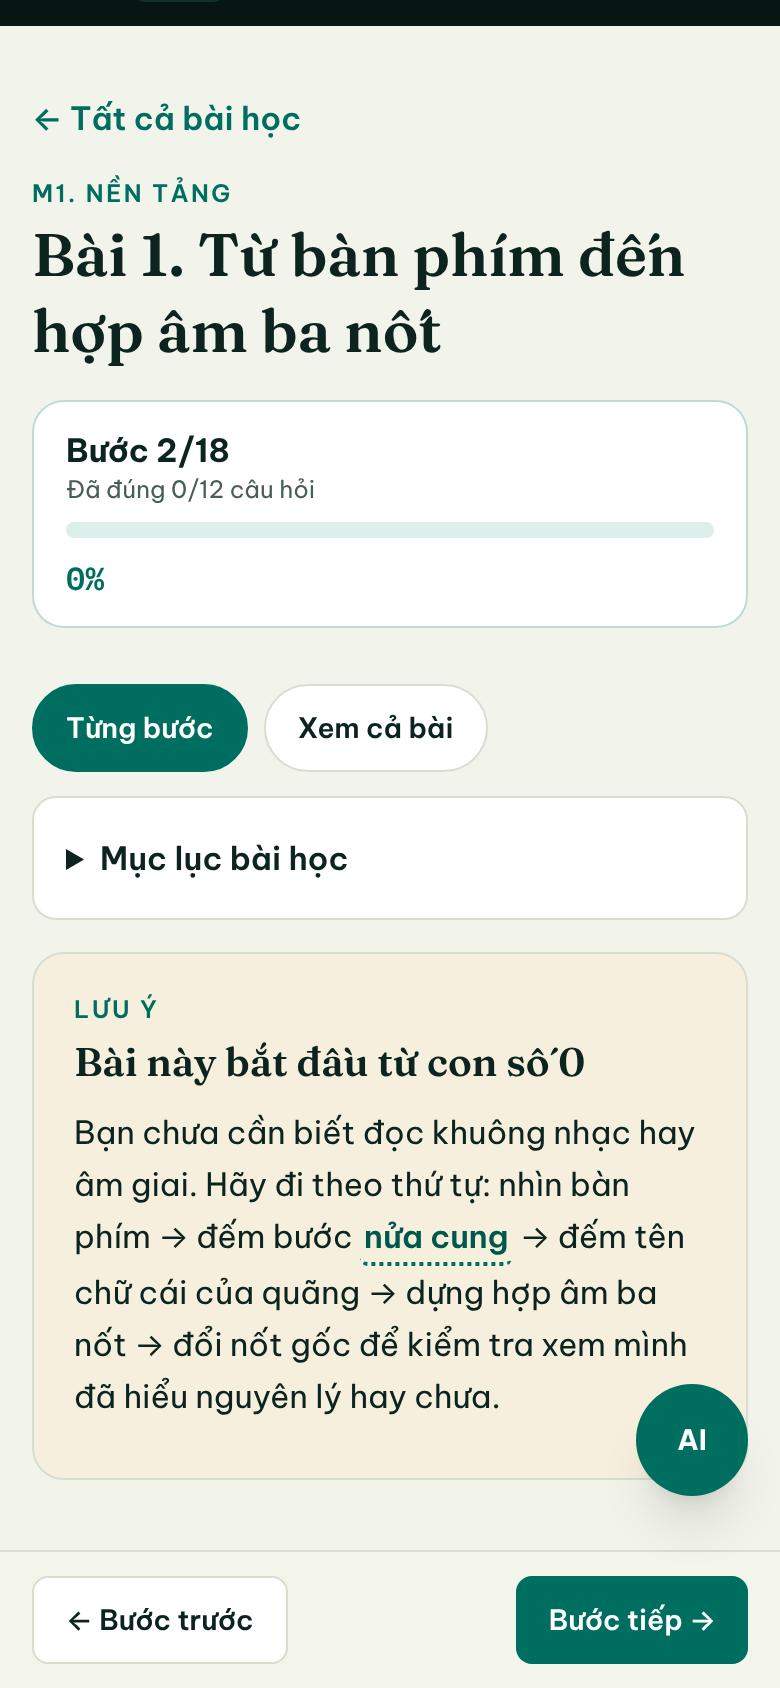 ← Tất cả bài học
M1. NỀN TẢNG
Bài 1. Từ bàn phím đến
hợp âm ba nốt
Bước 2/18
Đã đúng 0/12 câu hỏi
0%
Từng bước
Xem cả bài
▶ Mục lục bài học
LƯU Ý
Bài này bắt đầu từ con số 0
Bạn chưa cần biết đọc khuông nhạc hay
âm giai. Hãy đi theo thứ tự: nhìn bàn
phím → đếm bước nửa cung → đếm tên
chữ cái của quãng → dựng hợp âm ba
nốt → đổi nốt gốc để kiểm tra xem mình
đã hiểu nguyên lý hay chưa.
AI
← Bước trước
Bước tiếp →